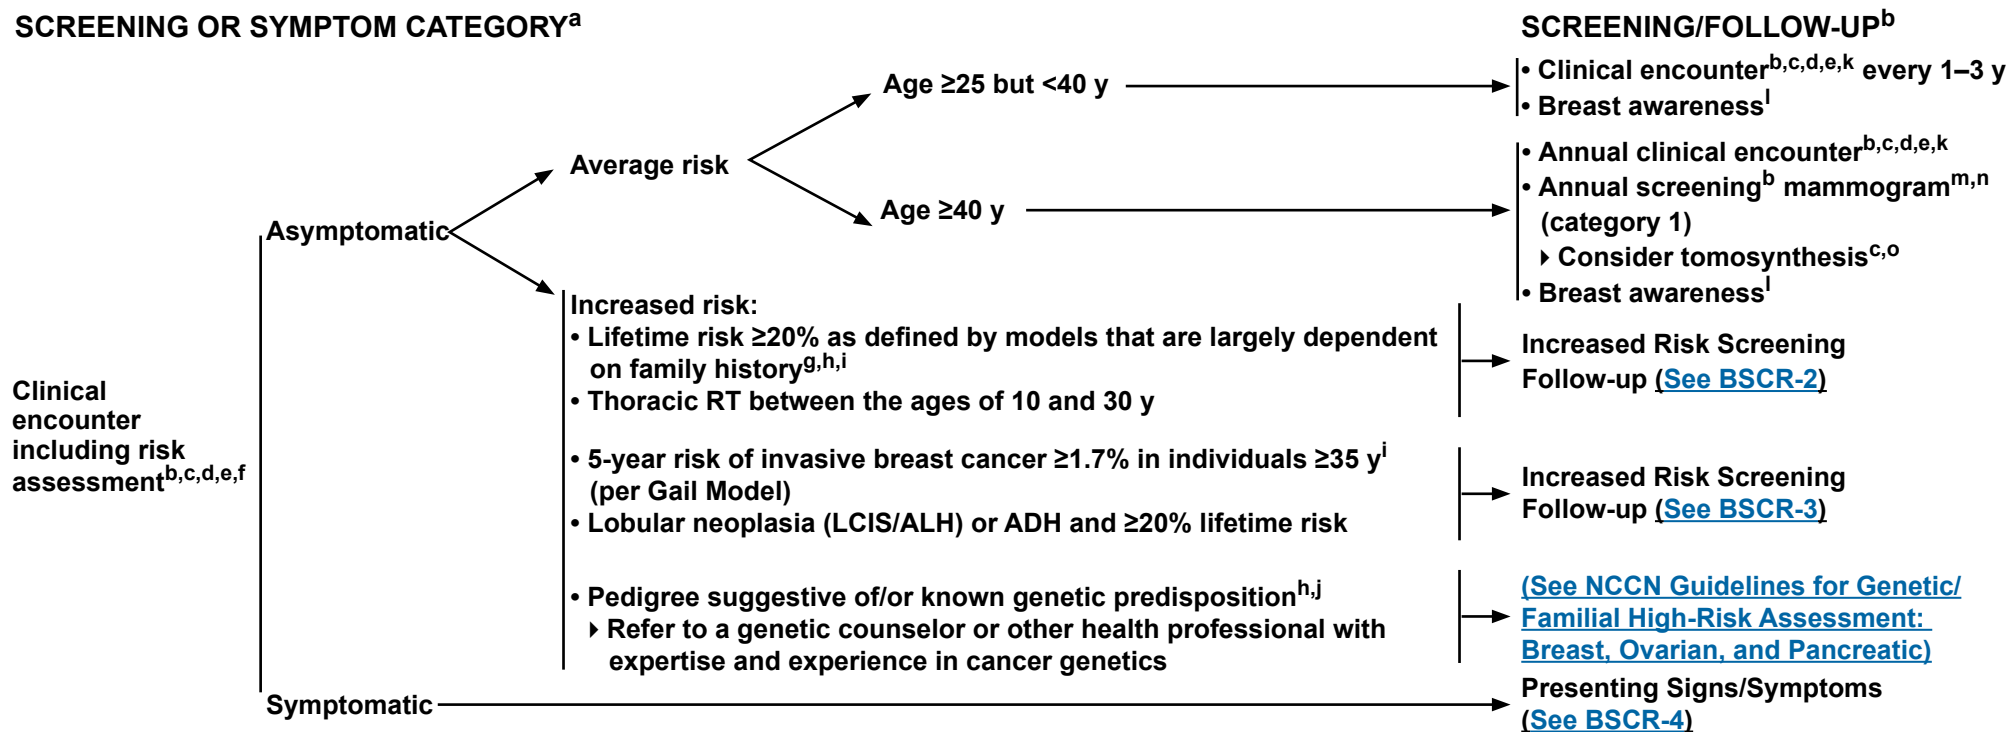 SCREENING OR SYMPTOM CATEGORYa
SCREENING/FOLLOW-UPb
Clinical
encounter
including risk
assessmentb,c,d,e,f
Asymptomatic
Average risk
Age ≥25 but <40 y
• Clinical encounterb,c,d,e,k every 1–3 y
• Breast awarenessl
Age ≥40 y
• Annual clinical encounterb,c,d,e,k
• Annual screeningb mammogramm,n
(category 1)
▸ Consider tomosynthesisc,o
• Breast awarenessl
Increased risk:
• Lifetime risk ≥20% as defined by models that are largely dependent
on family historyg,h,i
• Thoracic RT between the ages of 10 and 30 y
Increased Risk Screening
Follow-up (See BSCR-2)
• 5-year risk of invasive breast cancer ≥1.7% in individuals ≥35 yi
(per Gail Model)
• Lobular neoplasia (LCIS/ALH) or ADH and ≥20% lifetime risk
Increased Risk Screening
Follow-up (See BSCR-3)
• Pedigree suggestive of/or known genetic predispositionh,j
▸ Refer to a genetic counselor or other health professional with
expertise and experience in cancer genetics
(See NCCN Guidelines for Genetic/
Familial High-Risk Assessment:
Breast, Ovarian, and Pancreatic)
Symptomatic
Presenting Signs/Symptoms
(See BSCR-4)